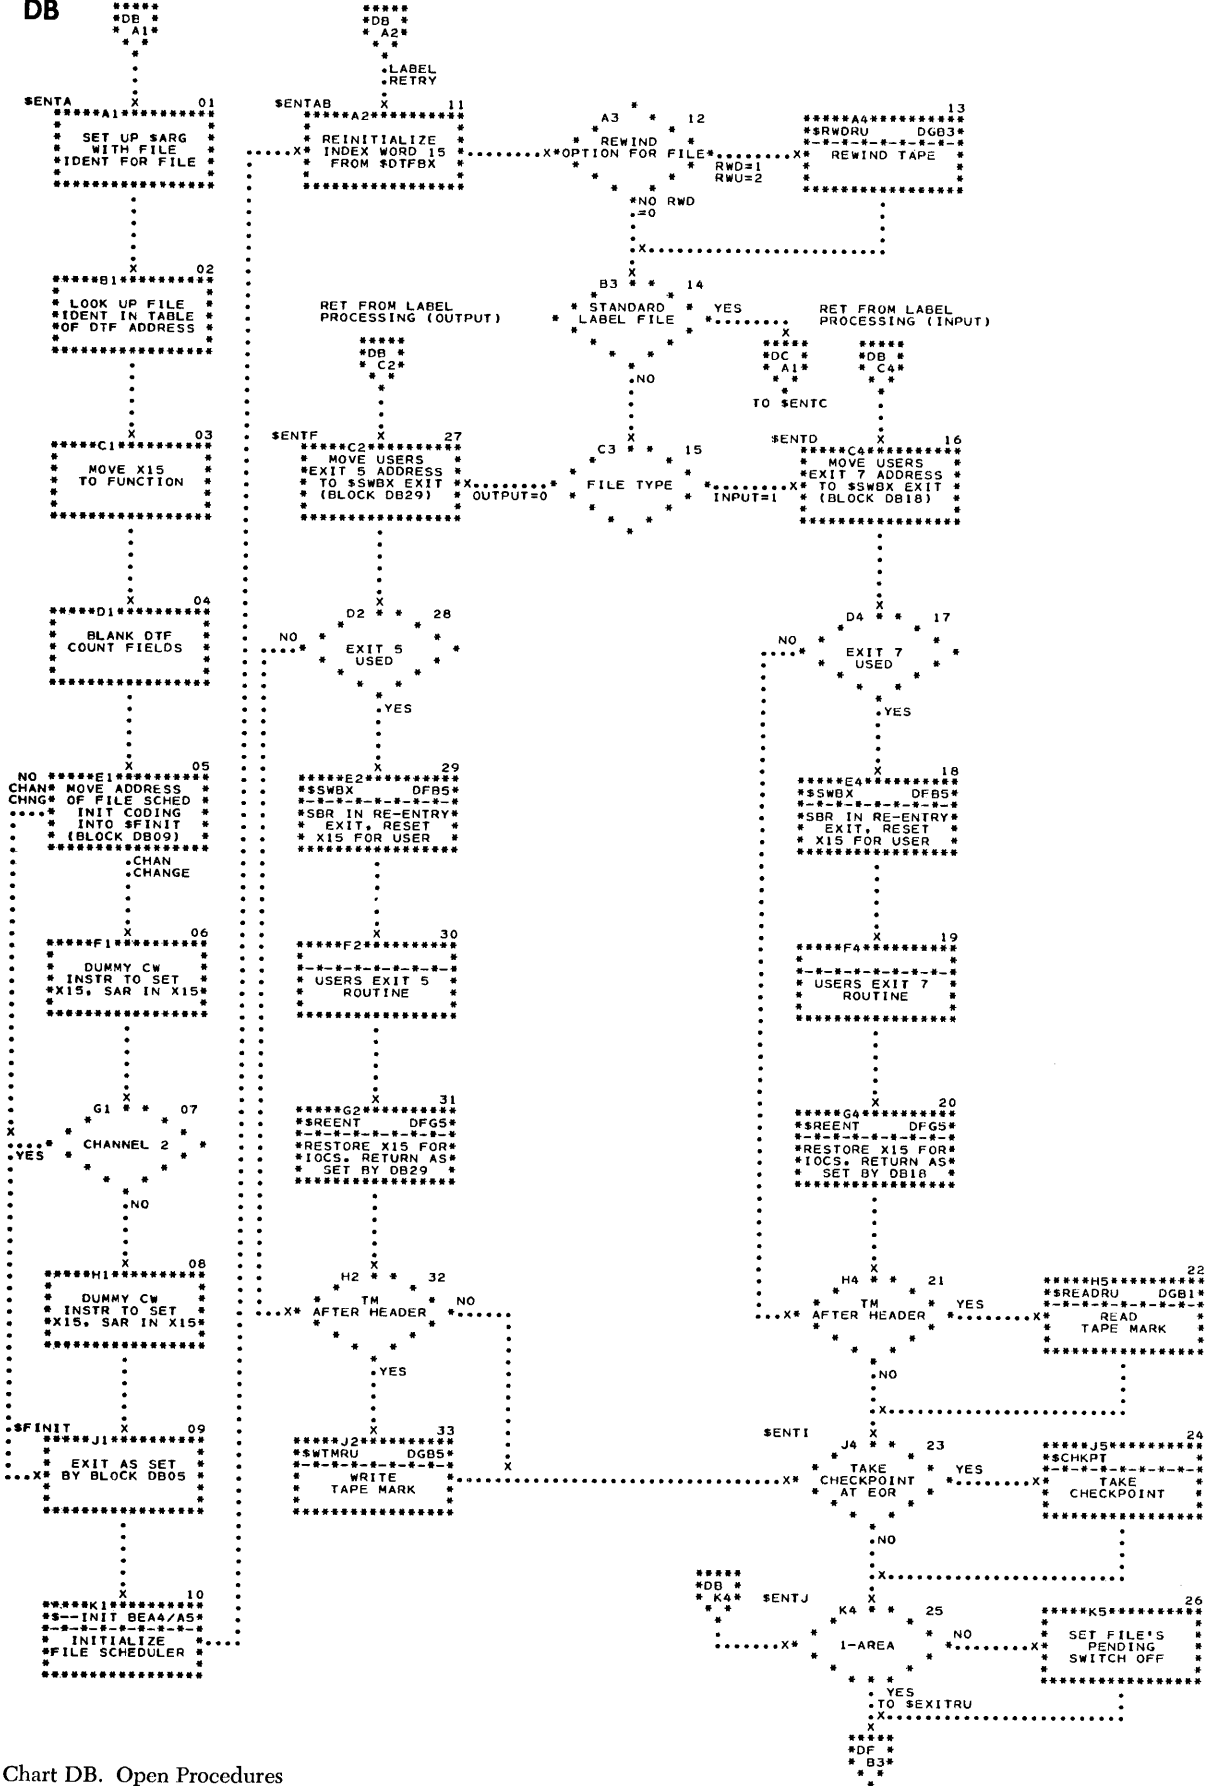 DB
DB A1
DB A2
LABEL RETRY
$ENTA 01
A1
SET UP $ARG
WITH FILE
IDENT FOR FILE
02
B1
LOOK UP FILE
IDENT IN TABLE
OF DTF ADDRESS
03
C1
MOVE X15
TO FUNCTION
04
D1
BLANK DTF
COUNT FIELDS
05
NO
CHAN
CHNG
E1
MOVE ADDRESS
OF FILE SCHED
INIT CODING
INTO $FINIT
(BLOCK DB09)
CHAN
CHANGE
06
F1
DUMMY CW
INSTR TO SET
X15, SAR IN X15
G1 07
CHANNEL 2
YES
NO
08
H1
DUMMY CW
INSTR TO SET
X15, SAR IN X15
$FINIT 09
J1
EXIT AS SET
BY BLOCK DB05
10
K1
$--INIT BEA4/A5
INITIALIZE
FILE SCHEDULER
$ENTAB 11
A2
REINITIALIZE
INDEX WORD 15
FROM $DTFBX
A3 12
REWIND
OPTION FOR FILE
RWD=1
RWU=2
NO RWD
=0
13
A4
$RWDRU DGB3
REWIND TAPE
B3 14
STANDARD
LABEL FILE
YES
NO
DC A1
TO $ENTC
RET FROM LABEL
PROCESSING (OUTPUT)
DB C2
RET FROM LABEL
PROCESSING (INPUT)
DB C4
$ENTF 27
C2
MOVE USERS
EXIT 5 ADDRESS
TO $SWBX EXIT
(BLOCK DB29)
OUTPUT=0
C3 15
FILE TYPE
INPUT=1
$ENTD 16
C4
MOVE USERS
EXIT 7 ADDRESS
TO $SWBX EXIT
(BLOCK DB18)
D2 28
EXIT 5
USED
NO
YES
29
E2
$SWBX DFB5
SBR IN RE-ENTRY
EXIT, RESET
X15 FOR USER
30
F2
USERS EXIT 5
ROUTINE
31
G2
$REENT DFG5
RESTORE X15 FOR
IOCS. RETURN AS
SET BY DB29
H2 32
TM
AFTER HEADER
NO
YES
33
J2
$WTMRU DGB5
WRITE
TAPE MARK
D4 17
EXIT 7
USED
NO
YES
18
E4
$SWBX DFB5
SBR IN RE-ENTRY
EXIT, RESET
X15 FOR USER
19
F4
USERS EXIT 7
ROUTINE
20
G4
$REENT DFG5
RESTORE X15 FOR
IOCS. RETURN AS
SET BY DB18
H4 21
TM
AFTER HEADER
YES
NO
22
H5
$READRU DGB1
READ
TAPE MARK
$ENTI
J4 23
TAKE
CHECKPOINT
AT EOR
YES
NO
24
J5
$CHKPT
TAKE
CHECKPOINT
DB K4
$ENTJ
K4 25
1-AREA
NO
YES
TO $EXITRU
26
K5
SET FILE'S
PENDING
SWITCH OFF
DF B3
Chart DB. Open Procedures